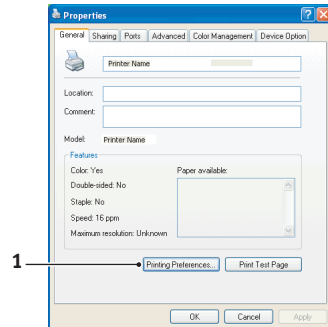 Properties
General Sharing Ports Advanced Color Management Device Option
Printer Name
Location:
Comment:
Model: Printer Name
Features
Color: Yes Paper available:
Double-sided: No
Staple: No
Speed: 16 ppm
Maximum resolution: Unknown
1 Printing Preferences... Print Test Page
OK Cancel Apply